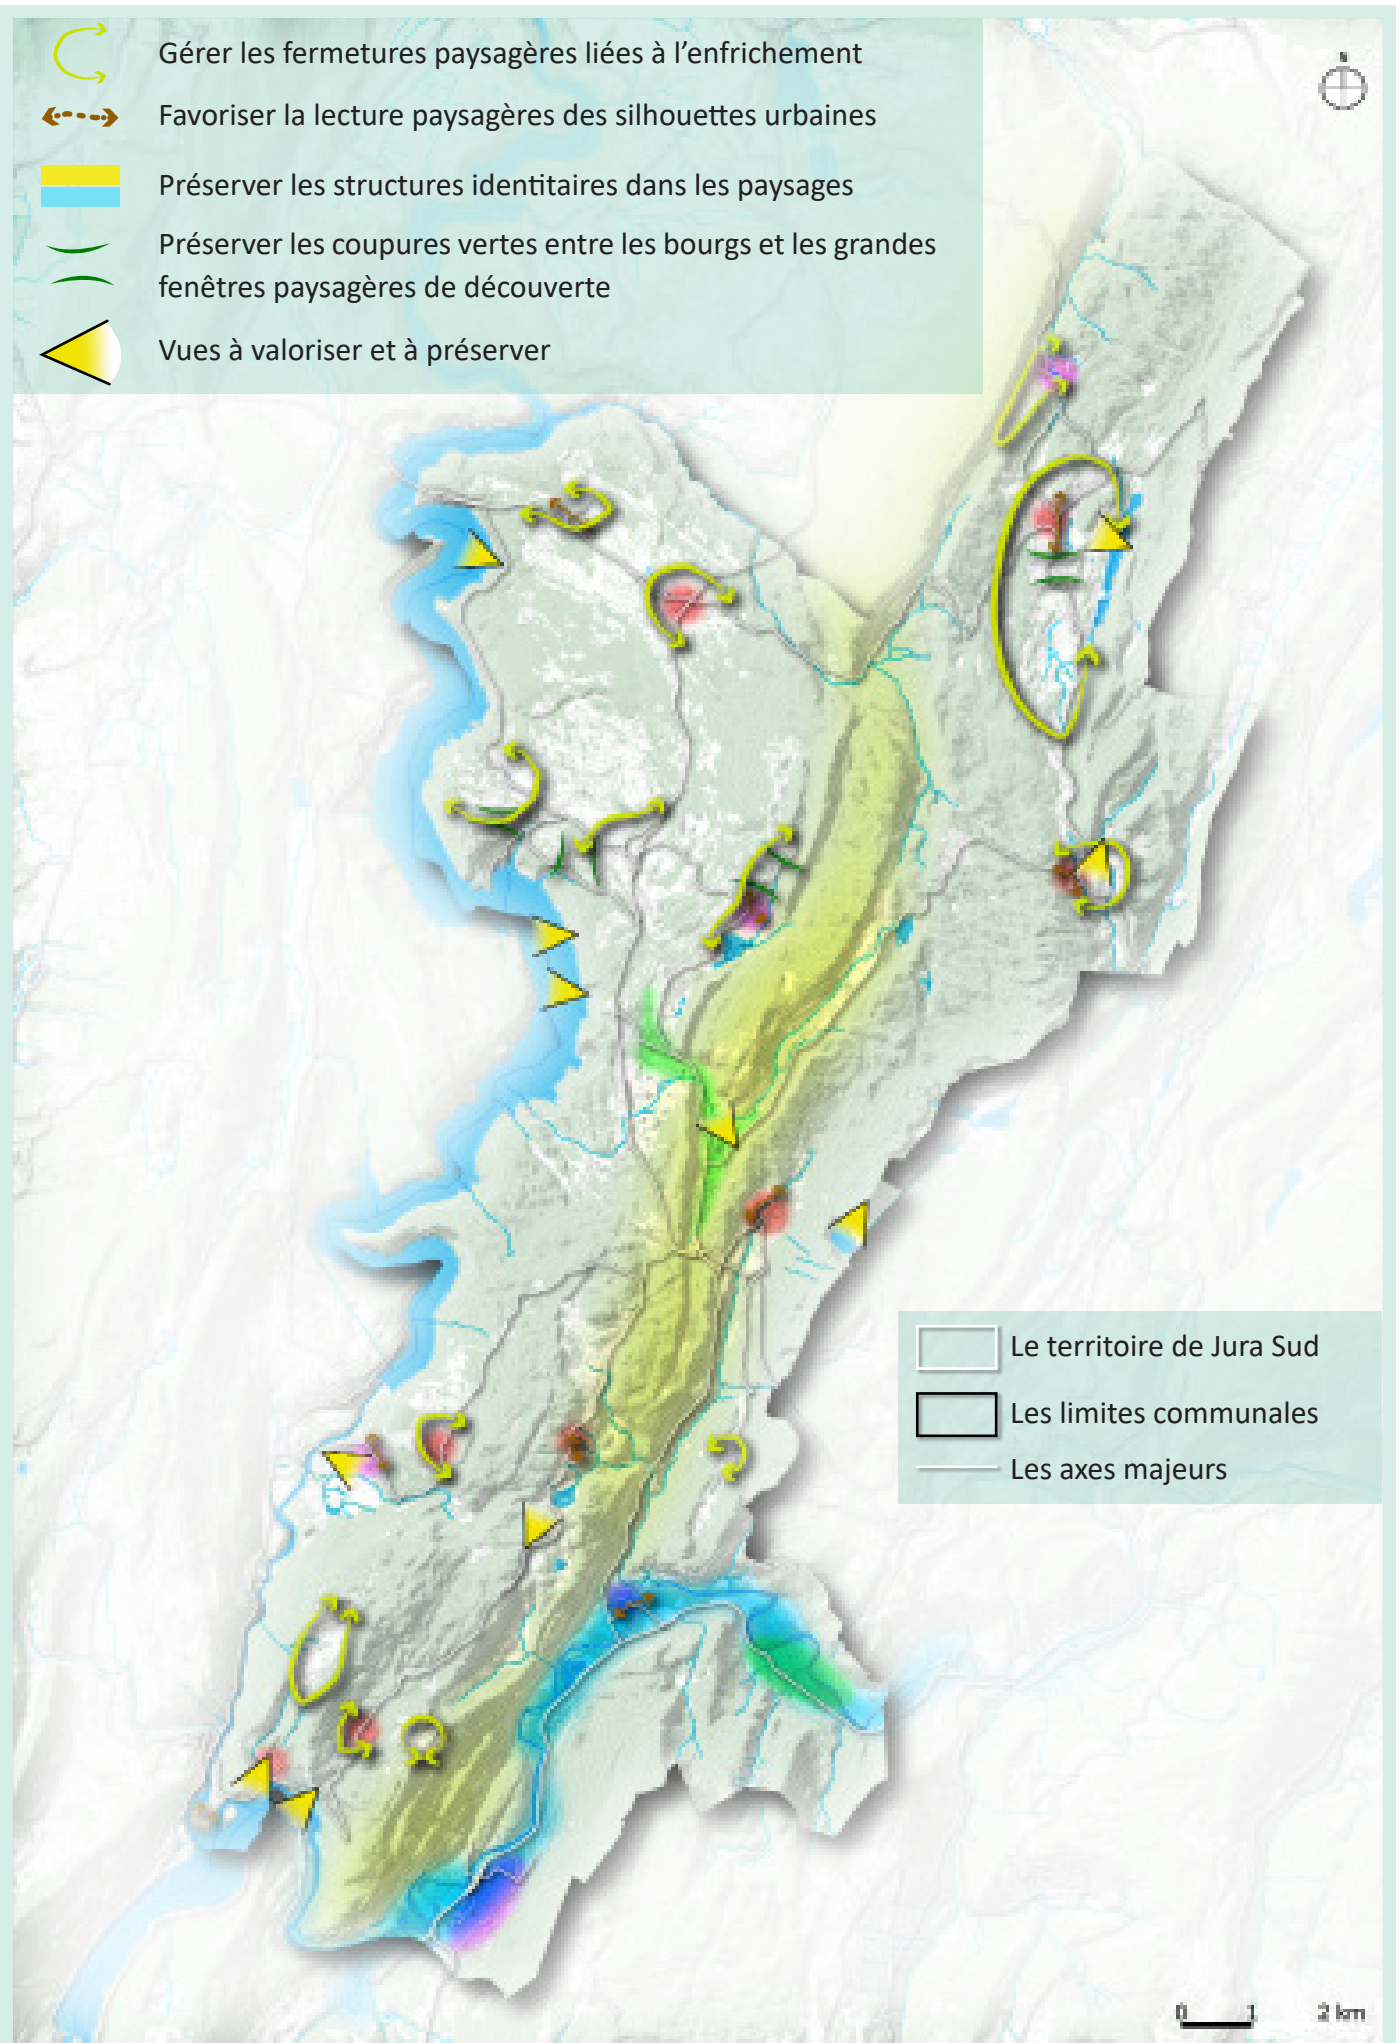 Gérer les fermetures paysagères liées à l’enfrichement
Favoriser la lecture paysagères des silhouettes urbaines
Préserver les structures identitaires dans les paysages
Préserver les coupures vertes entre les bourgs et les grandes
fenêtres paysagères de découverte
Vues à valoriser et à préserver
N
Le territoire de Jura Sud
Les limites communales
Les axes majeurs
0 1 2 km